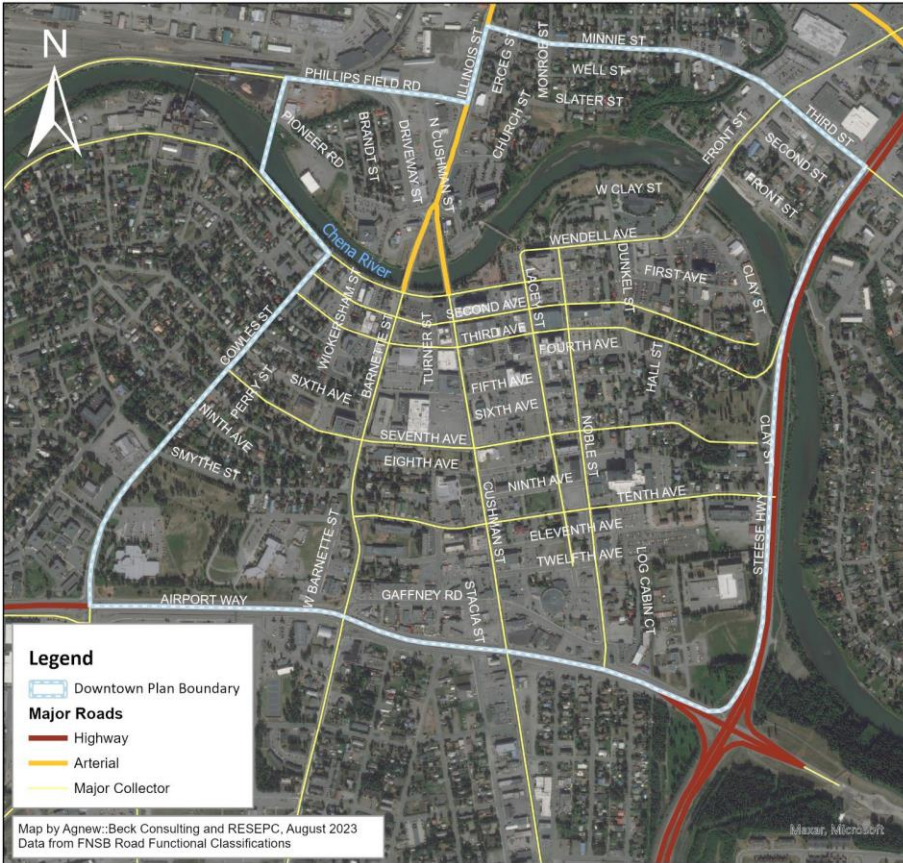 N
ILLINOIS ST
ERCEG ST
MONROE ST
MINNIE ST
WELL ST
SLATER ST
CHURCH ST
PHILLIPS FIELD RD
PIONEER RD
BRANDT ST
DRIVEWAY ST
N CUSHMAN ST
FRONT ST
THIRD ST
SECOND ST
FRONT ST
W CLAY ST
WENDELL AVE
Chena River
LACEY ST
DUNKEL ST
FIRST AVE
CLAY ST
SECOND AVE
WICKERSHAM ST
BARNETTE ST
TURNER ST
THIRD AVE
FOURTH AVE
COWLES ST
PERRY ST
SIXTH AVE
FIFTH AVE
HALL ST
SIXTH AVE
NINTH AVE
SEVENTH AVE
NOBLE ST
CLAY ST
SMYTHE ST
EIGHTH AVE
NINTH AVE
TENTH AVE
CUSHMAN ST
ELEVENTH AVE
TWELFTH AVE
STEESE HWY
W BARNETTE ST
LOG CABIN CT
AIRPORT WAY
GAFFNEY RD
STACIA ST
Legend
Downtown Plan Boundary
Major Roads
Highway
Arterial
Major Collector
Map by Agnew::Beck Consulting and RESEPC, August 2023
Data from FNSB Road Functional Classifications
Maxar, Microsoft